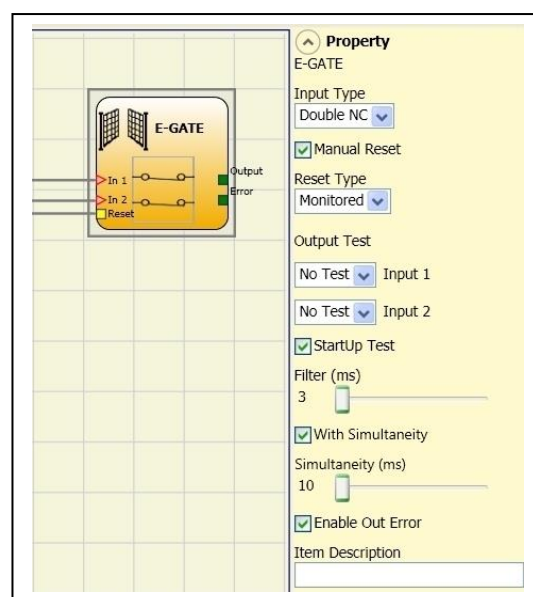 E-GATE
In 1
In 2
Reset
Output
Error
Property
E-GATE
Input Type
Double NC
Manual Reset
Reset Type
Monitored
Output Test
No Test Input 1
No Test Input 2
StartUp Test
Filter (ms)
3
With Simultaneity
Simultaneity (ms)
10
Enable Out Error
Item Description